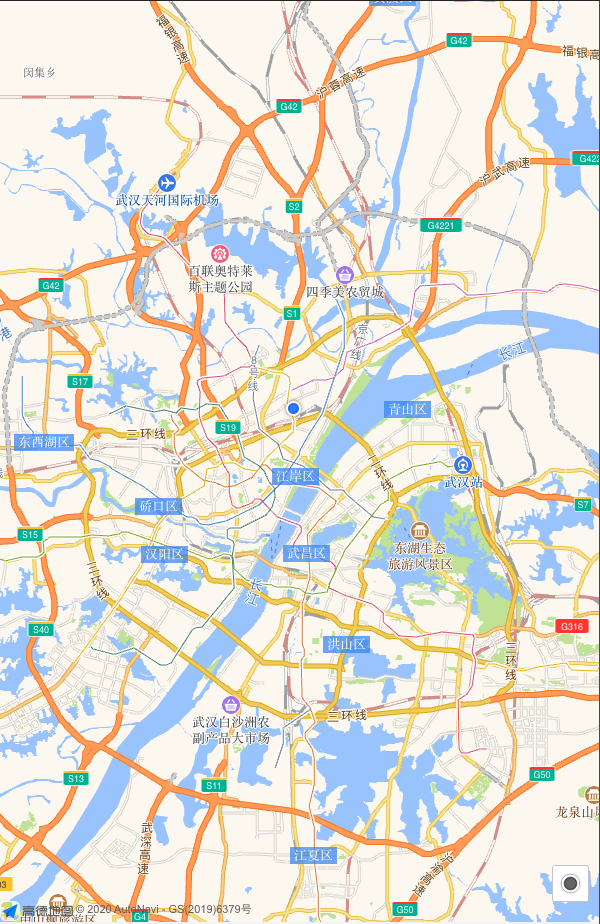 福银高速
G42
福银高
闵集乡
沪蓉高速
G42
沪武高速
G422
武汉天河国际机场
S2
G4221
百联奥特莱
斯主题公园
四季美农贸城
G42
S1
京广线
港
长江
8号线
S17
青山区
S19
三环线
东西湖区
三环线
江岸区
武汉站
硚口区
S7
S15
东湖生态
旅游风景区
汉阳区
武昌区
三环线
长江
S40
G316
洪山区
三环线
武汉白沙洲农
副产品大市场
三环线
S13
S11
G50
龙泉山
武深高速
江夏区
沪渝高速
03
高德地图 © 2020 AutoNavi - GS(2019)6379号
G4
G50